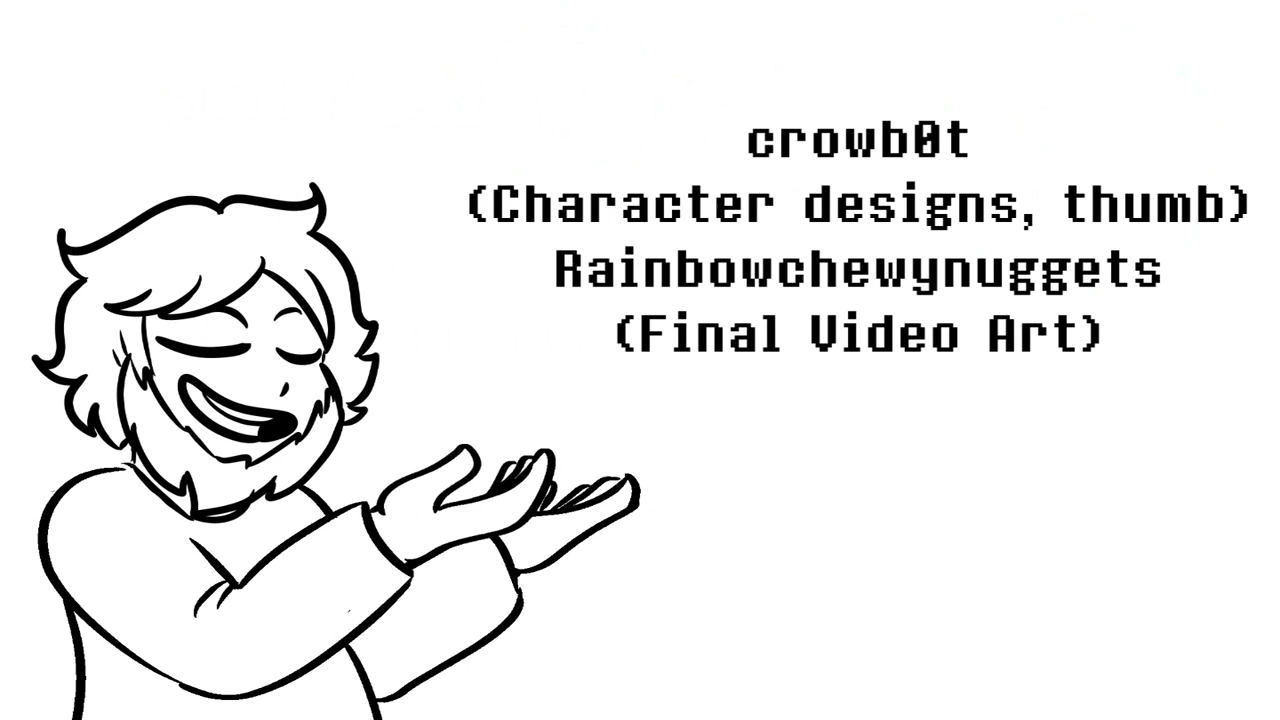 crowb0t
(Character designs, thumb)
Rainbowchewynuggets
(Final Video Art)